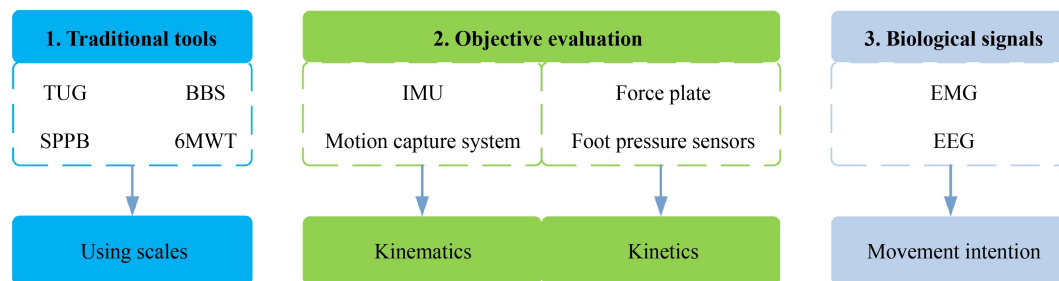 1. Traditional tools
TUG BBS
SPPB 6MWT
Using scales
2. Objective evaluation
IMU
Motion capture system
Force plate
Foot pressure sensors
Kinematics
Kinetics
3. Biological signals
EMG
EEG
Movement intention